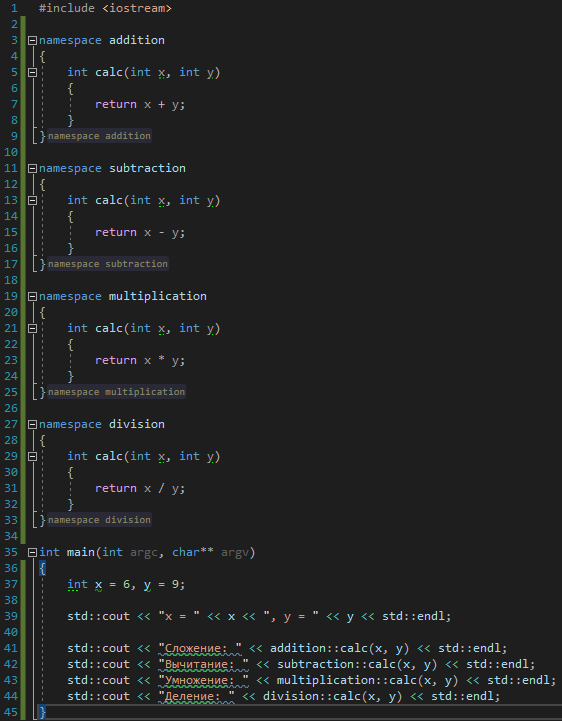 1 #include <iostream>
2
3 namespace addition
4 {
5     int calc(int x, int y)
6     {
7         return x + y;
8     }
9 } namespace addition
10
11 namespace subtraction
12 {
13     int calc(int x, int y)
14     {
15         return x - y;
16     }
17 } namespace subtraction
18
19 namespace multiplication
20 {
21     int calc(int x, int y)
22     {
23         return x * y;
24     }
25 } namespace multiplication
26
27 namespace division
28 {
29     int calc(int x, int y)
30     {
31         return x / y;
32     }
33 } namespace division
34
35 int main(int argc, char** argv)
36 {
37     int x = 6, y = 9;
38
39     std::cout << "x = " << x << ", y = " << y << std::endl;
40
41     std::cout << "Сложение: " << addition::calc(x, y) << std::endl;
42     std::cout << "Вычитание: " << subtraction::calc(x, y) << std::endl;
43     std::cout << "Умножение: " << multiplication::calc(x, y) << std::endl;
44     std::cout << "Деление: " << division::calc(x, y) << std::endl;
45 }